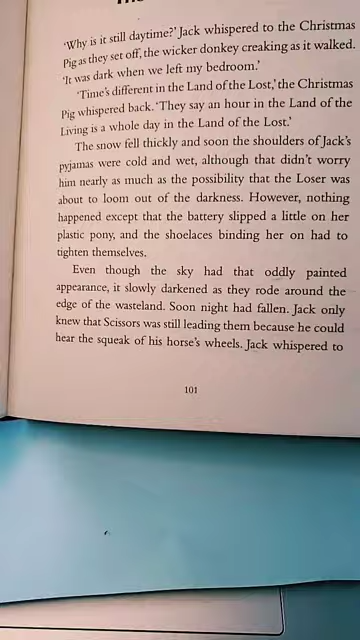 ‘Why is it still daytime?’ Jack whispered to the Christmas
Pig as they set off, the wicker donkey creaking as it walked.
‘It was dark when we left my bedroom.’
‘Time’s different in the Land of the Lost,’ the Christmas
Pig whispered back. ‘They say an hour in the Land of the
Living is a whole day in the Land of the Lost.’
The snow fell thickly and soon the shoulders of Jack’s
pyjamas were cold and wet, although that didn’t worry
him nearly as much as the possibility that the Loser was
about to loom out of the darkness. However, nothing
happened except that the battery slipped a little on her
plastic pony, and the shoelaces binding her on had to
tighten themselves.
Even though the sky had that oddly painted
appearance, it slowly darkened as they rode around the
edge of the wasteland. Soon night had fallen. Jack only
knew that Scissors was still leading them because he could
hear the squeak of his horse’s wheels. Jack whispered to
101